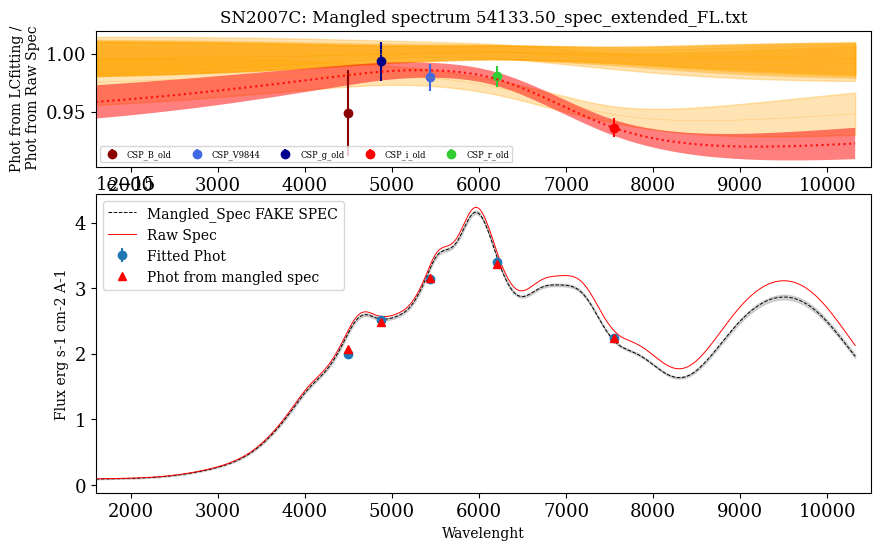 SN2007C: Mangled spectrum 54133.50_spec_extended_FL.txt
Phot from LCfitting /
Phot from Raw Spec
1.00
0.95
CSP_B_old CSP_V9844 CSP_g_old CSP_i_old CSP_r_old
2000 3000 4000 5000 6000 7000 8000 9000 10000
1e−15
Mangled_Spec FAKE SPEC
Raw Spec
Fitted Phot
Phot from mangled spec
Flux erg s-1 cm-2 A-1
4
3
2
1
0
2000 3000 4000 5000 6000 7000 8000 9000 10000
Wavelenght